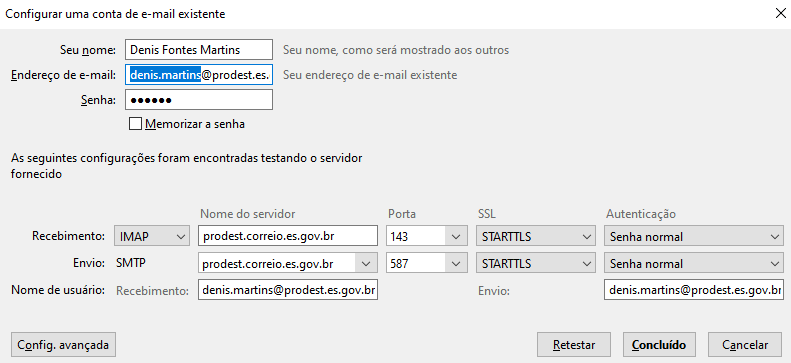 Configurar uma conta de e-mail existente
Seu nome: Denis Fontes Martins Seu nome, como será mostrado aos outros
Endereço de e-mail: denis.martins@prodest.es. Seu endereço de e-mail existente
Senha: ●●●●●●
Memorizar a senha
As seguintes configurações foram encontradas testando o servidor
fornecido
Nome do servidor Porta SSL Autenticação
Recebimento: IMAP prodest.correio.es.gov.br 143 STARTTLS Senha normal
Envio: SMTP prodest.correio.es.gov.br 587 STARTTLS Senha normal
Nome de usuário: Recebimento: denis.martins@prodest.es.gov.br Envio: denis.martins@prodest.es.gov.br
Config. avançada Retestar Concluído Cancelar